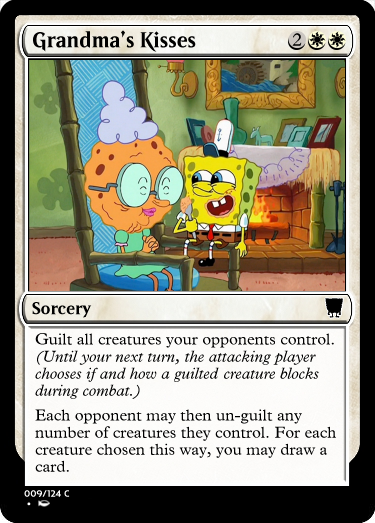 Grandma's Kisses 2
Sorcery
Guilt all creatures your opponents control.
(Until your next turn, the attacking player
chooses if and how a guilted creature blocks
during combat.)
Each opponent may then un-guilt any
number of creatures they control. For each
creature chosen this way, you may draw a
card.
009/124 C